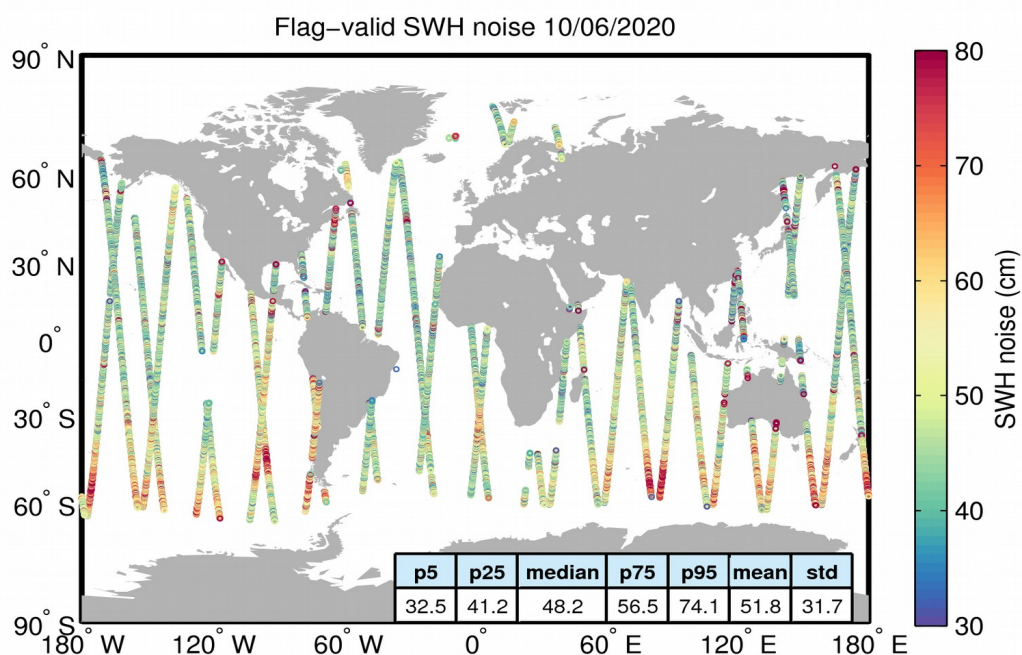 Flag−valid SWH noise 10/06/2020
90° N
60° N
30° N
0°
30° S
60° S
90° S
180° W
120° W
60° W
0°
60° E
120° E
180° E
p5 p25 median p75 p95 mean std
32.5 41.2 48.2 56.5 74.1 51.8 31.7
80
70
60
50
40
30
SWH noise (cm)